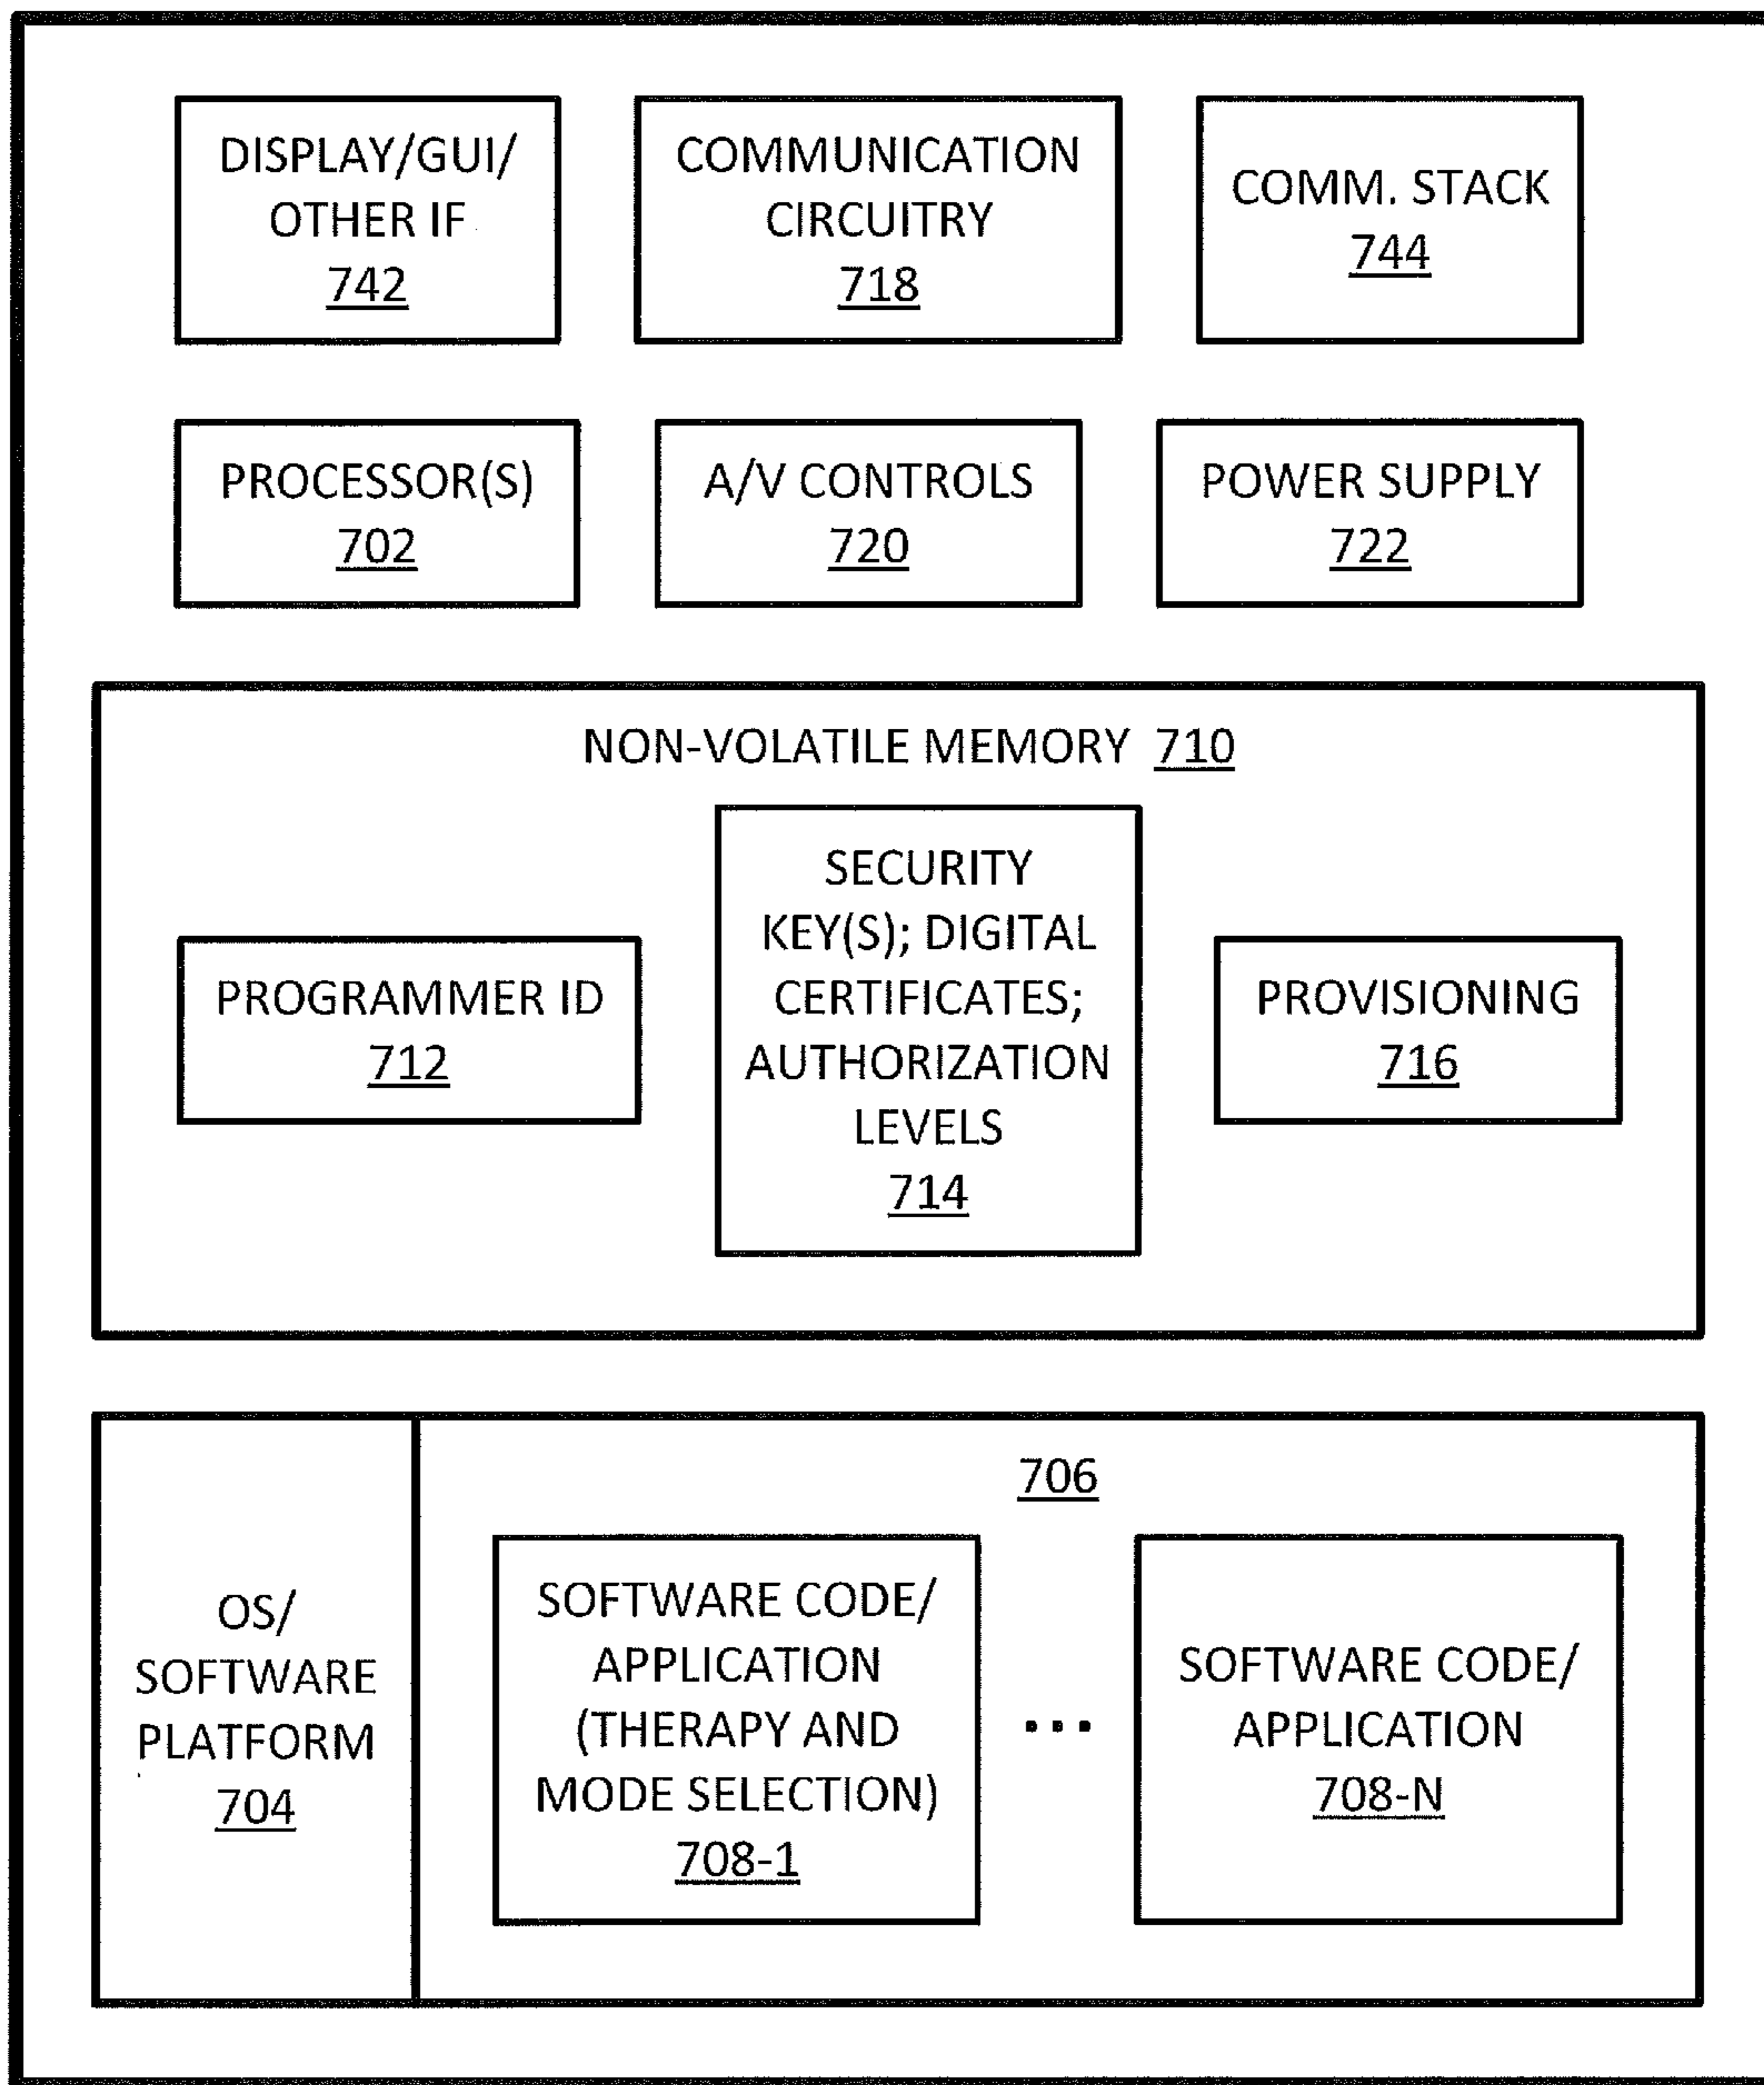 DISPLAY/GUI/
OTHER IF
742
COMMUNICATION
CIRCUITRY
718
COMM. STACK
744
PROCESSOR(S)
702
A/V CONTROLS
720
POWER SUPPLY
722
NON-VOLATILE MEMORY 710
PROGRAMMER ID
712
SECURITY
KEY(S); DIGITAL
CERTIFICATES;
AUTHORIZATION
LEVELS
714
PROVISIONING
716
OS/
SOFTWARE
PLATFORM
704
706
SOFTWARE CODE/
APPLICATION
(THERAPY AND
MODE SELECTION)
708-1
...
SOFTWARE CODE/
APPLICATION
708-N